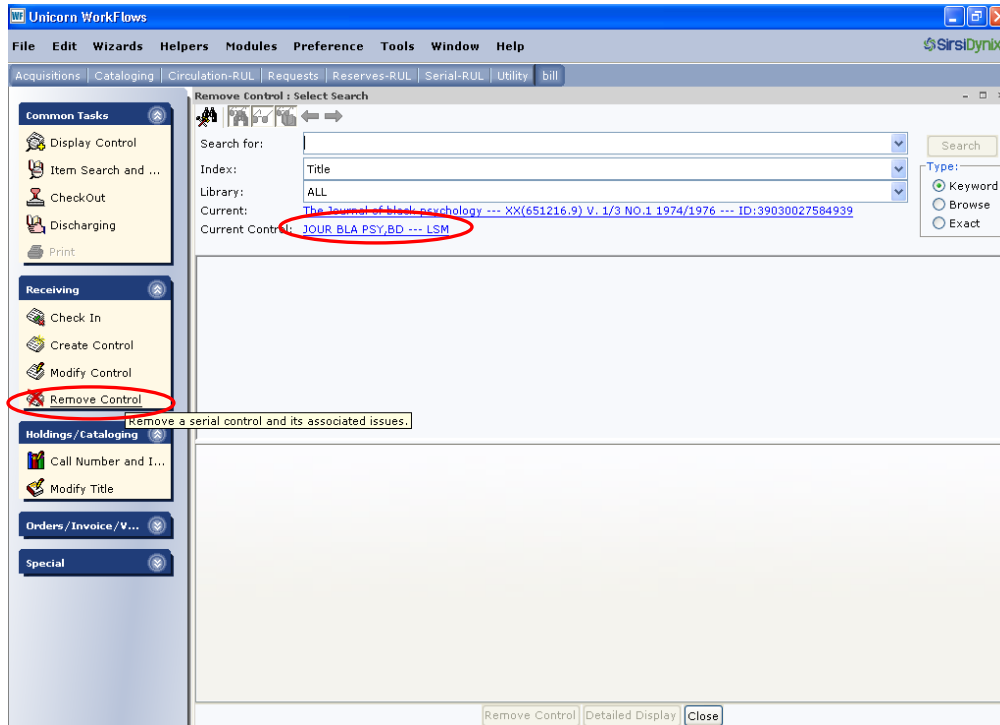 WF Unicorn WorkFlows
File Edit Wizards Helpers Modules Preference Tools Window Help
SirsiDynix
Acquisitions Cataloging Circulation-RUL Requests Reserves-RUL Serial-RUL Utility bill
Remove Control : Select Search
Common Tasks
Display Control
Item Search and ...
CheckOut
Discharging
Print
Search for:
Search
Index: Title
Type:
Library: ALL
Keyword
Current: The Journal of black psychology --- XX(651216.9) V. 1/3 NO.1 1974/1976 --- ID:39030027584939
Browse
Current Control: JOUR BLA PSY,BD --- LSM
Exact
Receiving
Check In
Create Control
Modify Control
Remove Control
Remove a serial control and its associated issues.
Holdings/Cataloging
Call Number and I...
Modify Title
Orders/Invoice/V...
Special
Remove Control Detailed Display Close